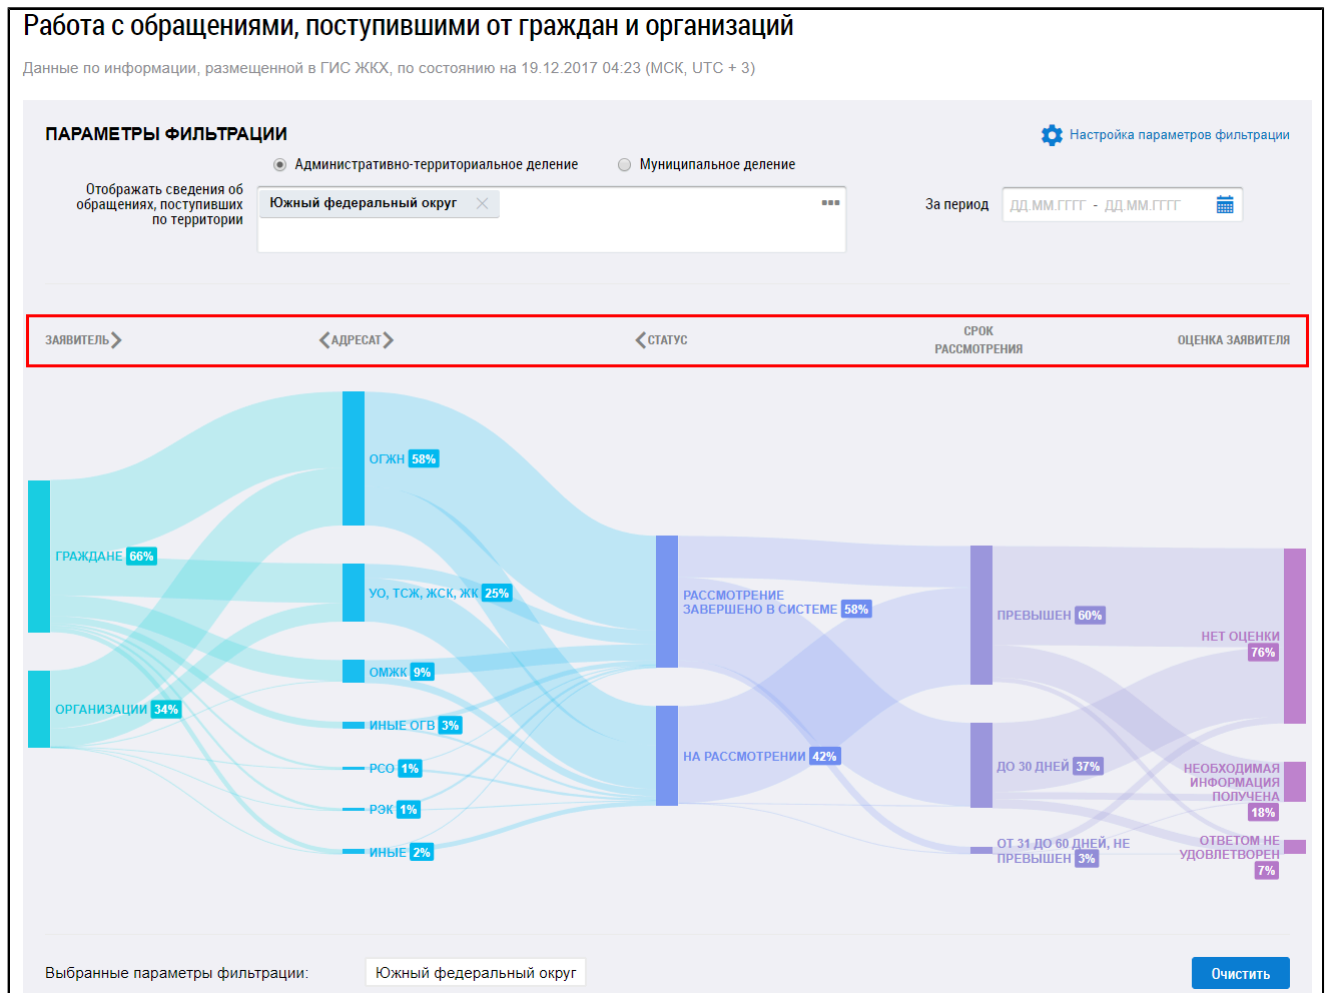 Работа с обращениями, поступившими от граждан и организаций
Данные по информации, размещенной в ГИС ЖКХ, по состоянию на 19.12.2017 04:23 (МСК, UTC + 3)
ПАРАМЕТРЫ ФИЛЬТРАЦИИ
Настройка параметров фильтрации
Административно-территориальное деление
Муниципальное деление
Отображать сведения об
обращениях, поступивших
по территории
Южный федеральный округ
За период
ДД.ММ.ГГГГ - ДД.ММ.ГГГГ
ЗАЯВИТЕЛЬ
АДРЕСАТ
СТАТУС
СРОК
РАССМОТРЕНИЯ
ОЦЕНКА ЗАЯВИТЕЛЯ
ГРАЖДАНЕ 66%
ОРГАНИЗАЦИИ 34%
ОГЖН 58%
УО, ТСЖ, ЖСК, ЖК 25%
ОМЖК 9%
ИНЫЕ ОГВ 3%
РСО 1%
РЭК 1%
ИНЫЕ 2%
РАССМОТРЕНИЕ
ЗАВЕРШЕНО В СИСТЕМЕ 58%
НА РАССМОТРЕНИИ 42%
ПРЕВЫШЕН 60%
ДО 30 ДНЕЙ 37%
ОТ 31 ДО 60 ДНЕЙ, НЕ
ПРЕВЫШЕН 3%
НЕТ ОЦЕНКИ
76%
НЕОБХОДИМАЯ
ИНФОРМАЦИЯ
ПОЛУЧЕНА
18%
ОТВЕТОМ НЕ
УДОВЛЕТВОРЕН
7%
Выбранные параметры фильтрации:
Южный федеральный округ
Очистить